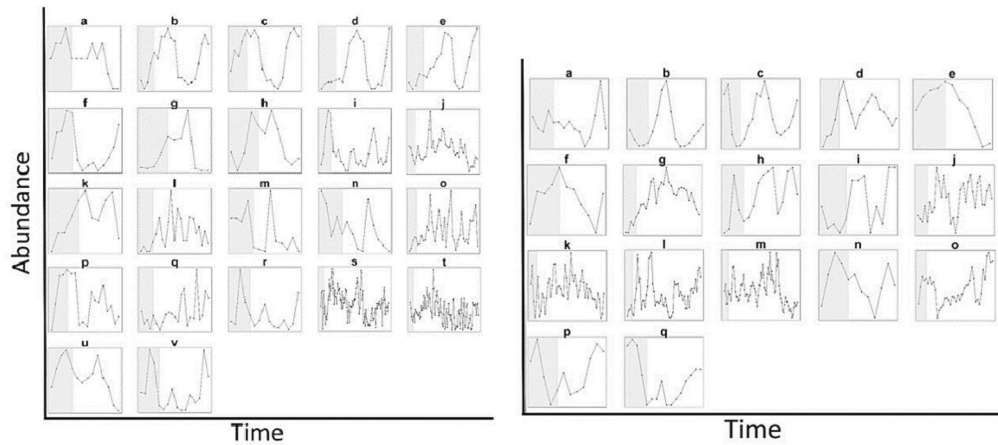 a b c d e
f g h i j
k l m n o
p q r s t
u v
Abundance
Time
a b c d e
f g h i j
k l m n o
p q
Time